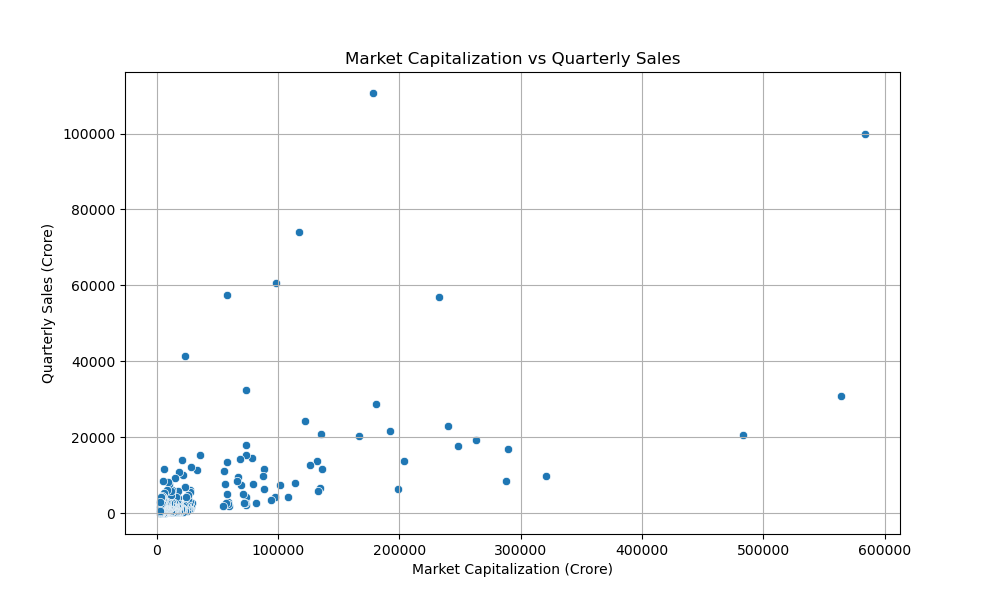 Market Capitalization vs Quarterly Sales
Quarterly Sales (Crore)
100000
80000
60000
40000
20000
0
0 100000 200000 300000 400000 500000 600000
Market Capitalization (Crore)